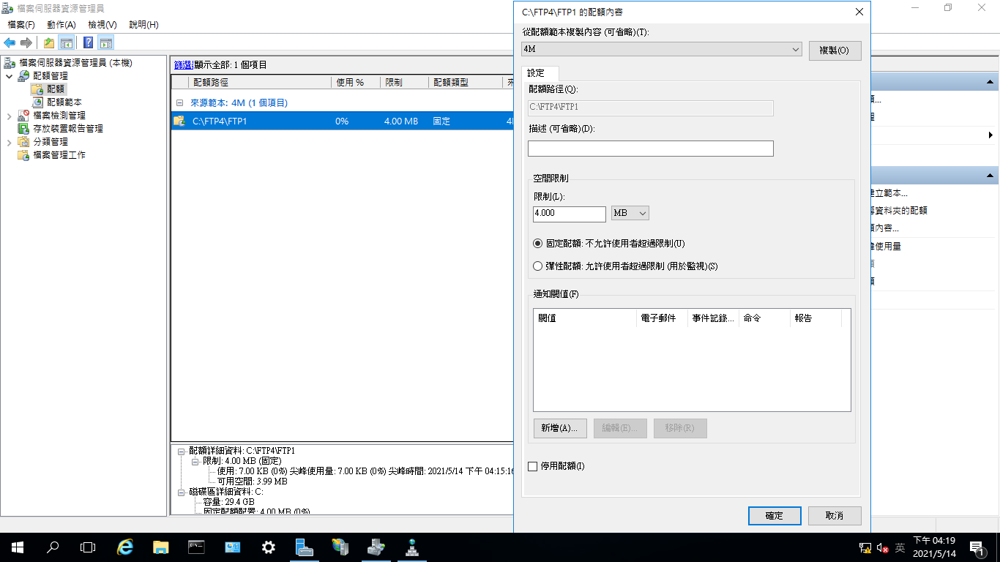 檔案伺服器資源管理員
檔案(F) 動作(A) 檢視(V) 說明(H)
檔案伺服器資源管理員 (本機)
配額管理
配額
配額範本
檔案檢測管理
存放裝置報告管理
分類管理
檔案管理工作
篩選 顯示全部: 1 個項目
配額路徑 使用 % 限制 配額類型
來源範本: 4M (1 個項目)
C:\FTP4\FTP1 0% 4.00 MB 固定
配額詳細資料: C:\FTP4\FTP1
限制: 4.00 MB (固定)
使用: 7.00 KB (0%) 尖峰使用量: 7.00 KB (0%) 尖峰時間: 2021/5/14 下午 04:15:16
可用空間: 3.99 MB
磁碟區詳細資料: C:
容量: 29.4 GB
固定配額配置: 4.00 MB (0%)
C:\FTP4\FTP1 的配額內容
從配額範本複製內容 (可省略)(T):
4M 複製(O)
設定
配額路徑(Q):
C:\FTP4\FTP1
描述 (可省略)(D):
空間限制
限制(L):
4.000 MB
固定配額: 不允許使用者超過限制(U)
彈性配額: 允許使用者超過限制 (用於監視)(S)
通知閾值(F)
閾值 電子郵件 事件記錄... 命令 報告
新增(A)... 編輯(E)... 移除(R)
停用配額(I)
確定 取消
立範本...
資料夾的配額
內容...
使用量
英 下午 04:19
2021/5/14
1